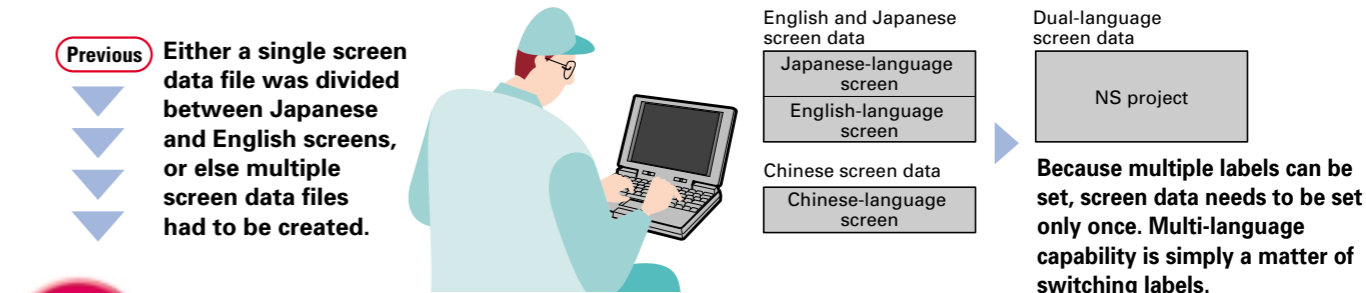 Previous
Either a single screen
data file was divided
between Japanese
and English screens,
or else multiple
screen data files
had to be created.
English and Japanese
screen data
Japanese-language
screen
English-language
screen
Chinese screen data
Chinese-language
screen
Dual-language
screen data
NS project
Because multiple labels can be
set, screen data needs to be set
only once. Multi-language
capability is simply a matter of
switching labels.